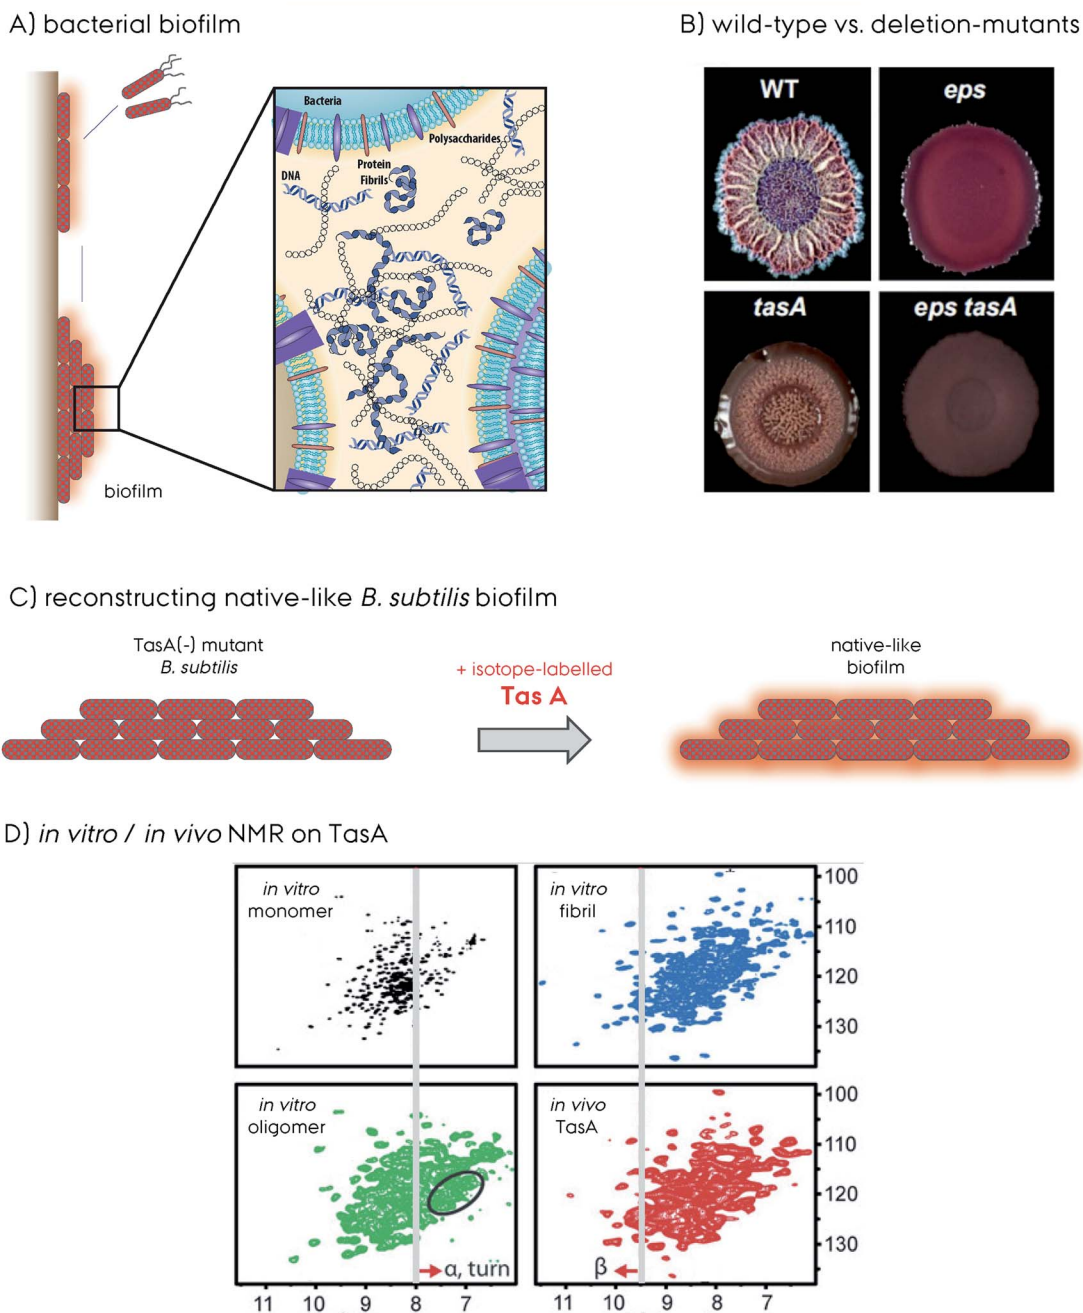 A) bacterial biofilm
B) wild-type vs. deletion-mutants
Bacteria
Polysaccharides
Protein
Fibrils
DNA
biofilm
WT
eps
tasA
eps tasA
C) reconstructing native-like B. subtilis biofilm
TasA(-) mutant
B. subtilis
+ isotope-labelled
Tas A
native-like
biofilm
D) in vitro / in vivo NMR on TasA
in vitro
monomer
in vitro
fibril
100
110
120
130
in vitro
oligomer
α, turn
in vivo
TasA
β
100
110
120
130
11 10 9 8 7
11 10 9 8 7